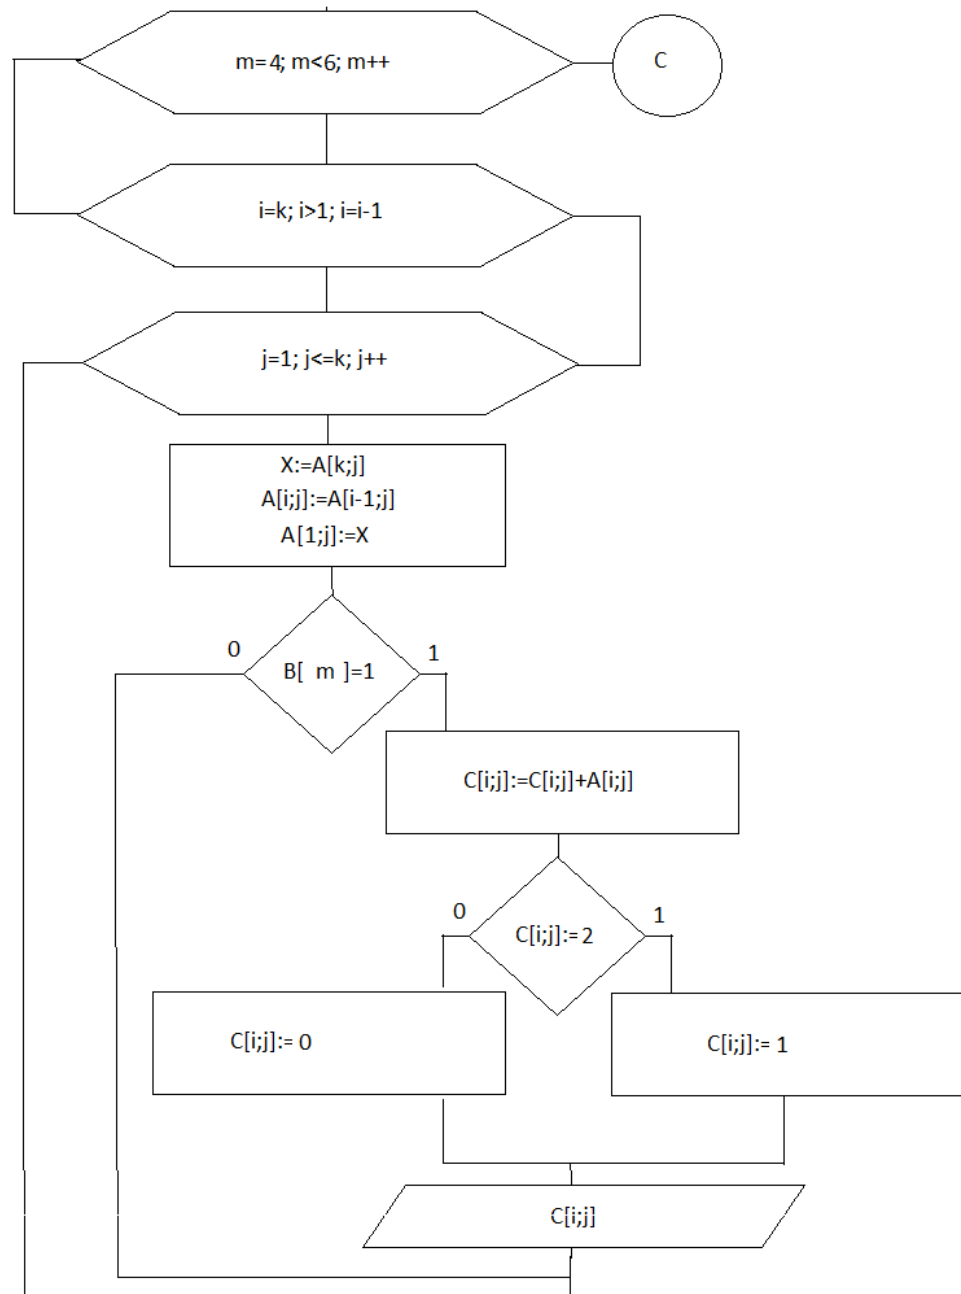 m=4; m<6; m++
C
i=k; i>1; i=i-1
j=1; j<=k; j++
X:=A[k;j]
A[i;j]:=A[i-1;j]
A[1;j]:=X
0
1
B[ m ]=1
C[i;j]:=C[i;j]+A[i;j]
0
1
C[i;j]:=2
C[i;j]:= 0
C[i;j]:= 1
C[i;j]